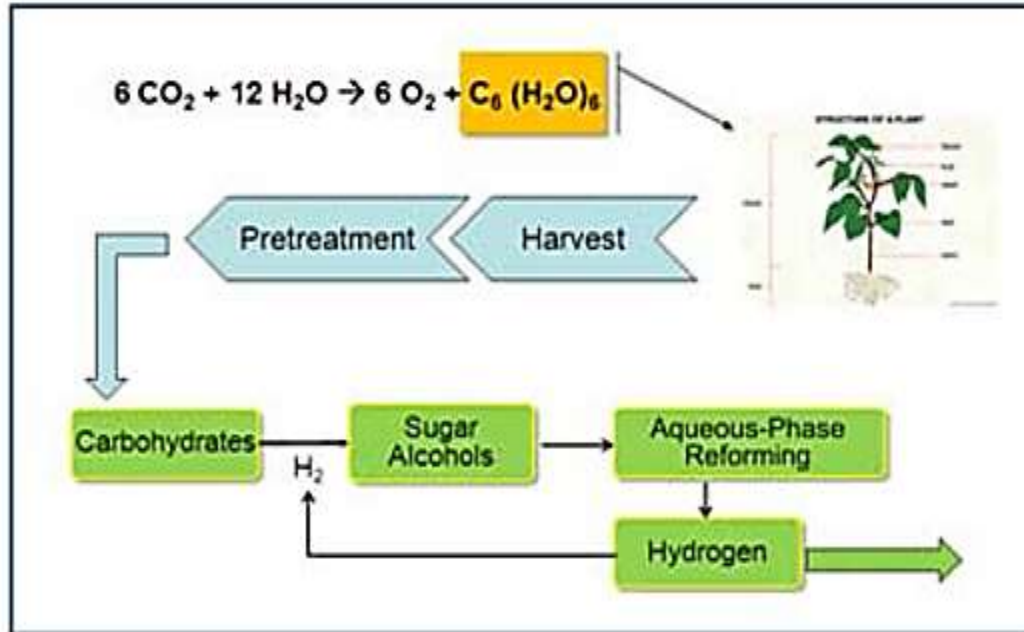 6 CO₂ + 12 H₂O → 6 O₂ + C₆ (H₂O)₆
STRUCTURE OF A PLANT
Pretreatment
Harvest
Carbohydrates
H₂
Sugar
Alcohols
Aqueous-Phase
Reforming
Hydrogen